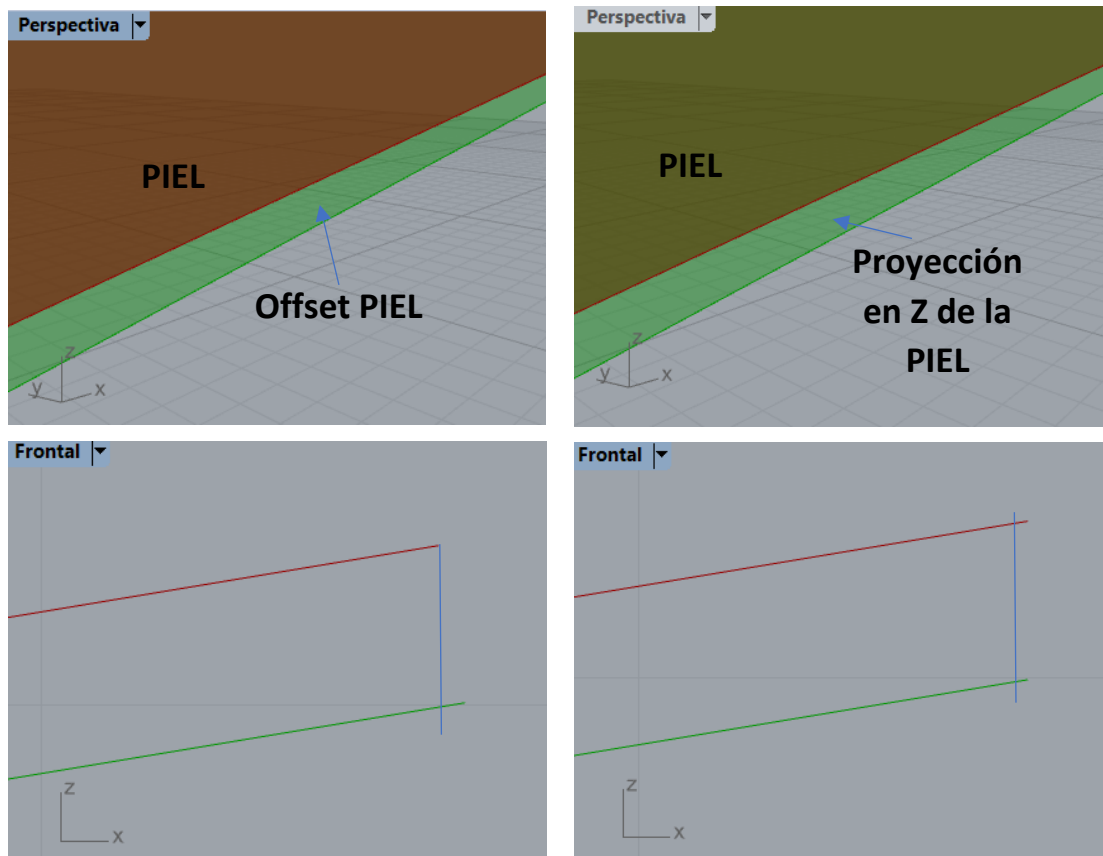 Perspectiva
PIEL
Offset PIEL
z
y
x
Perspectiva
PIEL
Proyección
en Z de la
PIEL
z
y
x
Frontal
z
x
Frontal
z
x